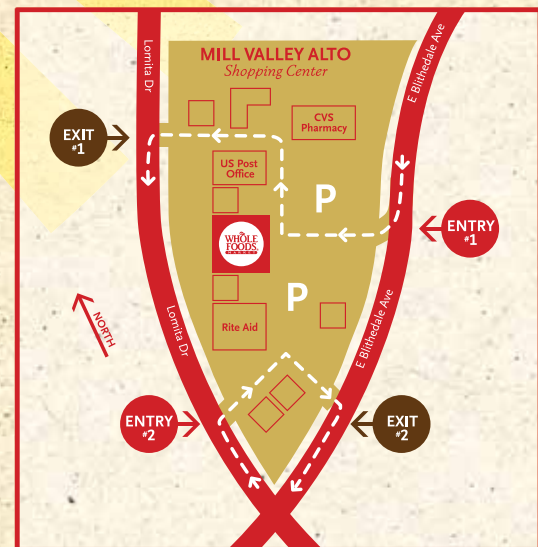 MILL VALLEY ALTO
Shopping Center
Lomita Dr
E Blithedale Ave
CVS
Pharmacy
EXIT
#1
US Post
Office
P
ENTRY
#1
The
WHOLE
FOODS
MARKET
P
NORTH
Rite Aid
Lomita Dr
E Blithedale Ave
ENTRY
#2
EXIT
#2